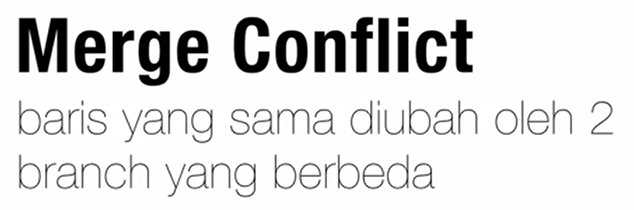 Merge Conflict
baris yang sama diubah oleh 2
branch yang berbeda